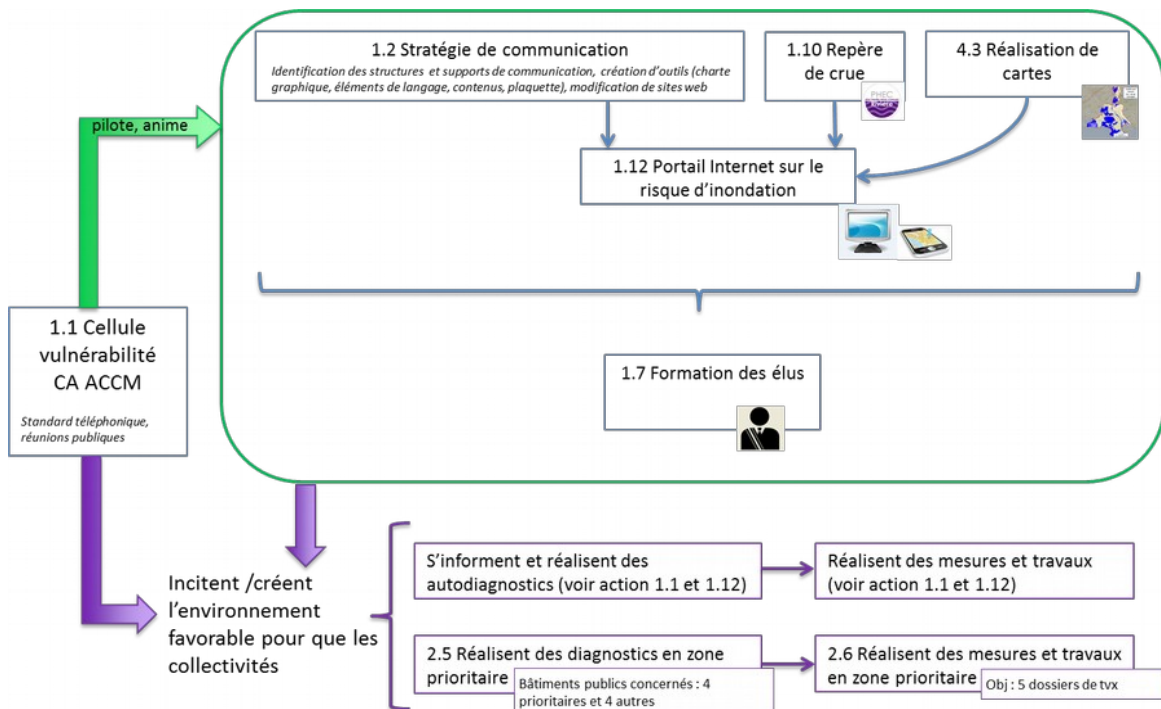 1.2 Stratégie de communication
Identification des structures et supports de communication, création d'outils (charte
graphique, éléments de langage, contenus, plaquette), modification de sites web
1.10 Repère
de crue
PHEC
4.3 Réalisation de
cartes
pilote, anime
1.12 Portail Internet sur le
risque d'inondation
1.1 Cellule
vulnérabilité
CA ACCM
Standard téléphonique,
réunions publiques
1.7 Formation des élus
Incitent /créent
l'environnement
favorable pour que les
collectivités
S'informent et réalisent des
autodiagnostics (voir action 1.1 et 1.12)
Réalisent des mesures et travaux
(voir action 1.1 et 1.12)
2.5 Réalisent des diagnostics en zone
prioritaire
Bâtiments publics concernés : 4
prioritaires et 4 autres
2.6 Réalisent des mesures et travaux
en zone prioritaire
Obj : 5 dossiers de tvx